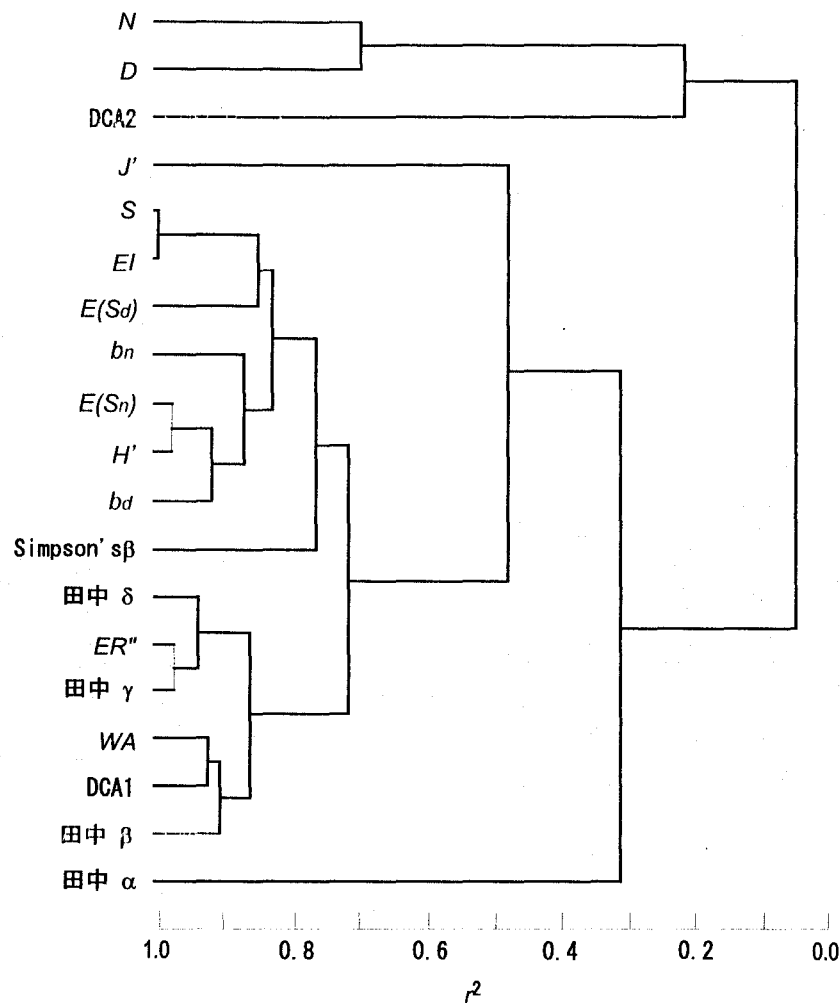 N
D
DCA2
J'
S
EI
E(Sd)
bn
E(Sn)
H'
bd
Simpson'sβ
田中 δ
ER"
田中 γ
WA
DCA1
田中 β
田中 α
1.0 0.8 0.6 0.4 0.2 0.0
r²